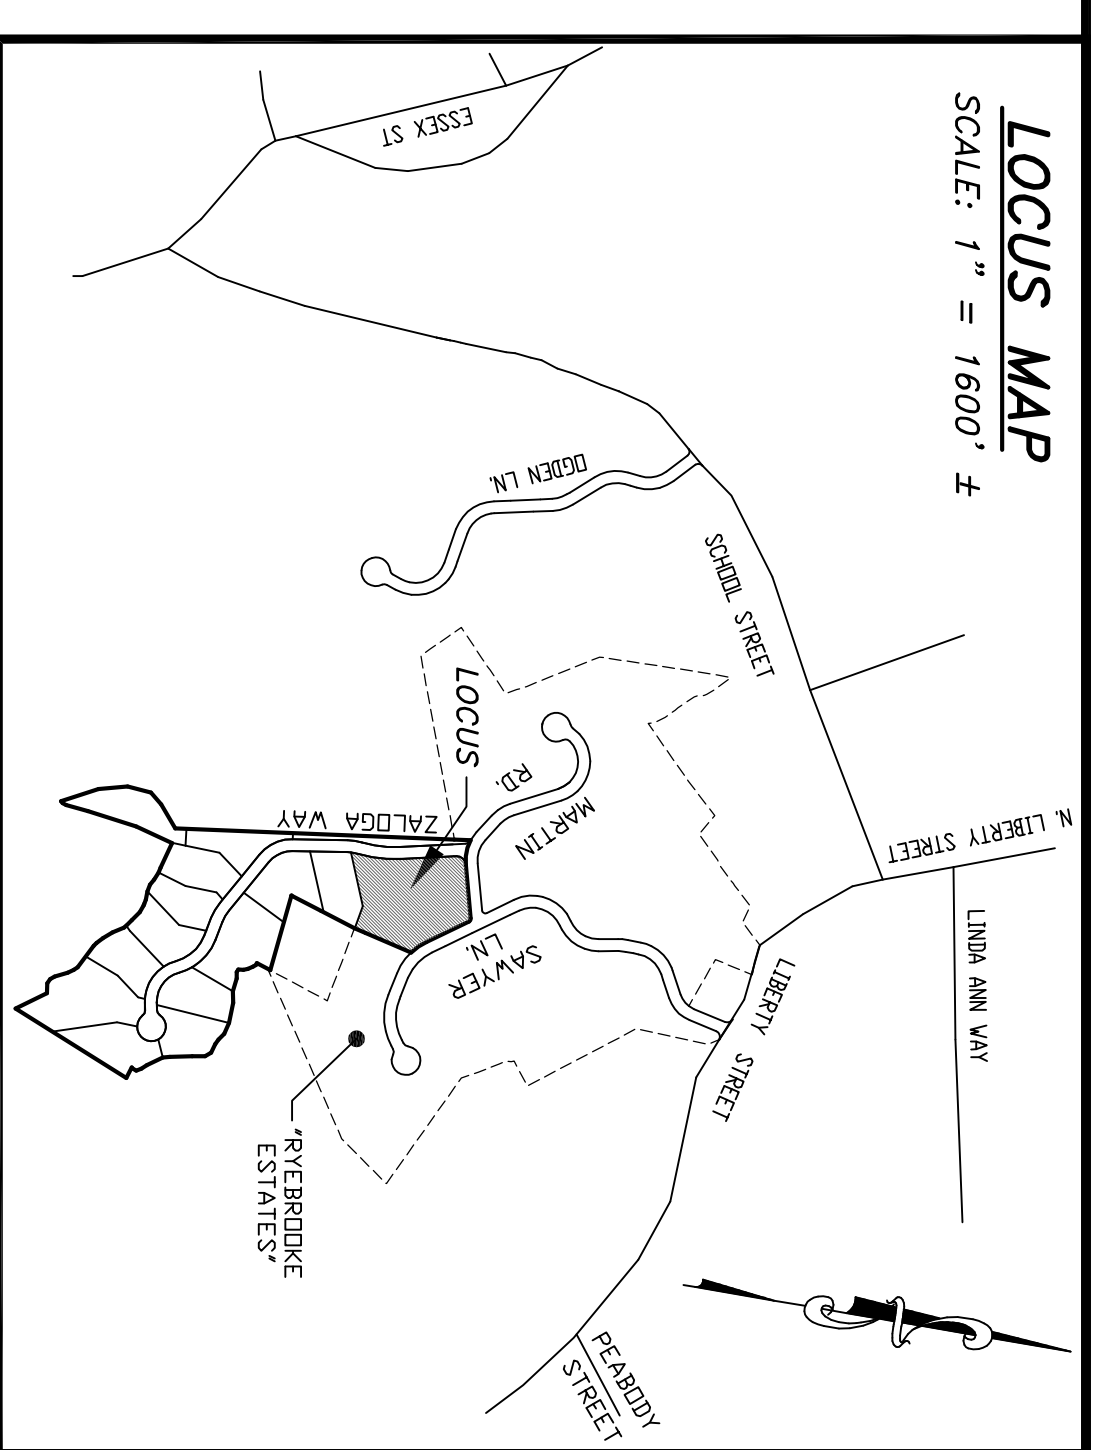 LOCUS MAP
SCALE: 1" = 1600' ±
ESSEX ST
OGDEN LN.
SCHOOL STREET
N. LIBERTY STREET
LINDA ANN WAY
LOCUS
MARTIN
RD.
ZALOGA WAY
SAWYER
LN.
LIBERTY STREET
"RYEBROOKE
ESTATES"
PEABODY
STREET